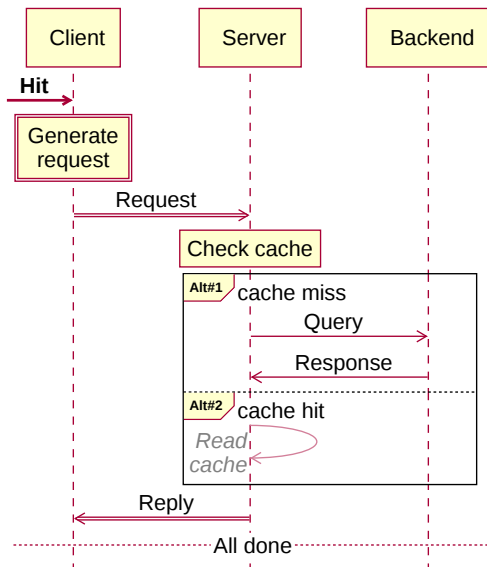 Client Server Backend
Hit
Generate
request
Request
Check cache
Alt#1 cache miss
Query
Response
Alt#2 cache hit
Read
cache
Reply
All done